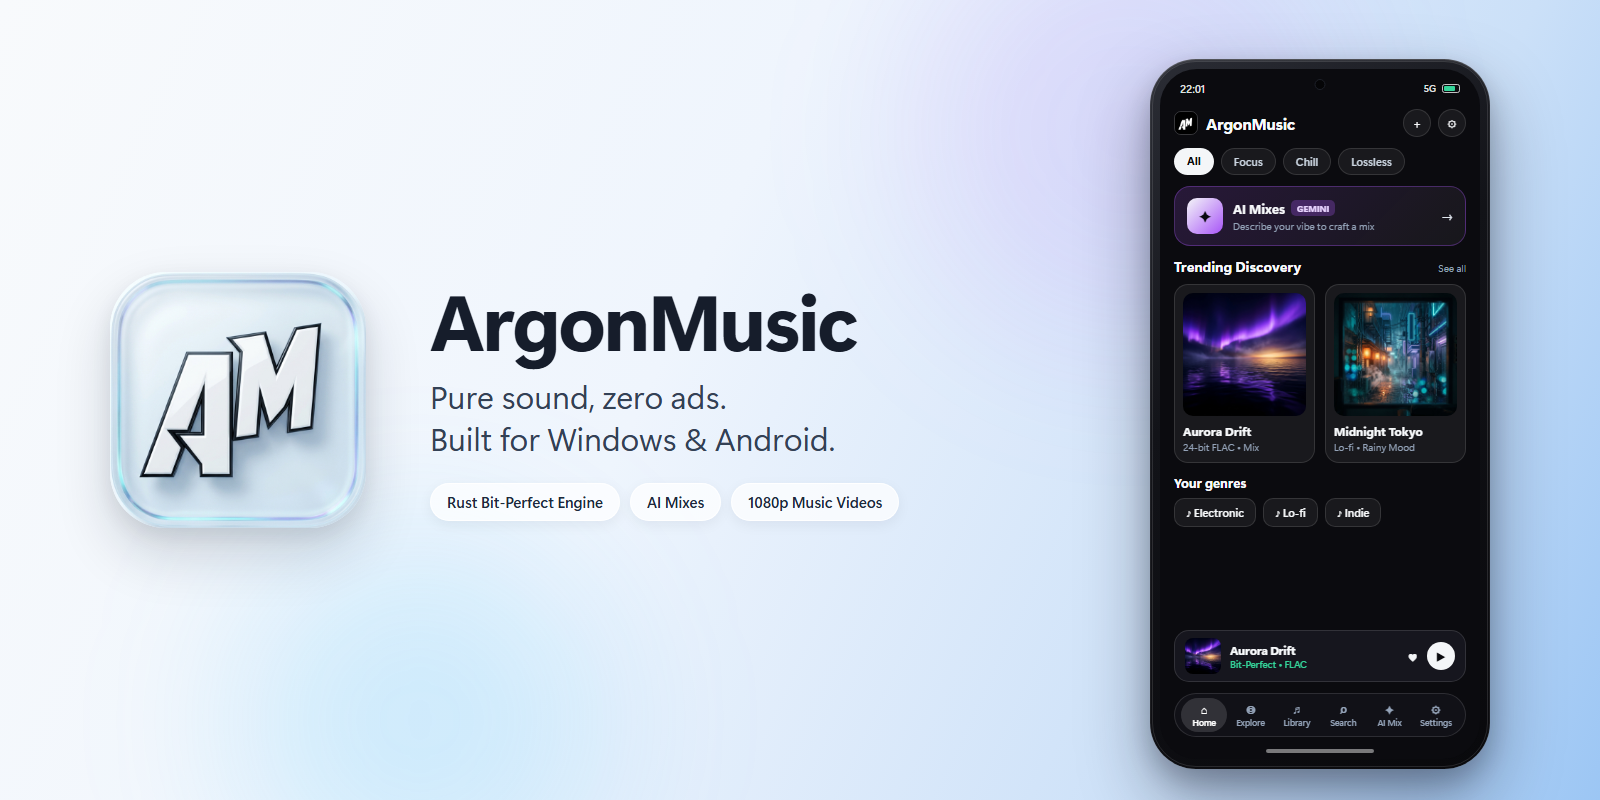 AM
ArgonMusic
Pure sound, zero ads.
Built for Windows & Android.
Rust Bit-Perfect Engine
AI Mixes
1080p Music Videos
22:01
5G
AM
ArgonMusic
+
All
Focus
Chill
Lossless
AI Mixes GEMINI
Describe your vibe to craft a mix
→
Trending Discovery
See all
Aurora Drift
24-bit FLAC • Mix
Midnight Tokyo
Lo-fi • Rainy Mood
Your genres
♪ Electronic
♪ Lo-fi
♪ Indie
Aurora Drift
Bit-Perfect • FLAC
Home
Explore
Library
Search
AI Mix
Settings